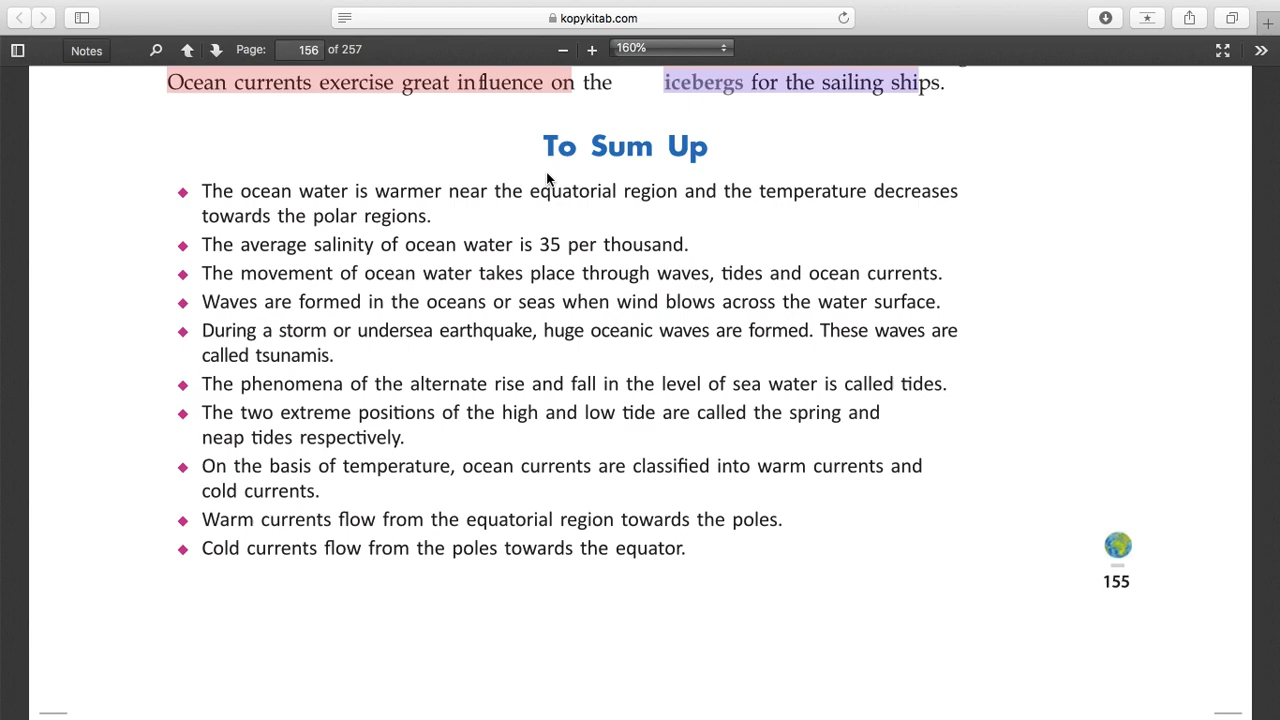 kopykitab.com
Notes
Page: 156 of 257
160%
Ocean currents exercise great influence on the
icebergs for the sailing ships.
To Sum Up
The ocean water is warmer near the equatorial region and the temperature decreases
towards the polar regions.
The average salinity of ocean water is 35 per thousand.
The movement of ocean water takes place through waves, tides and ocean currents.
Waves are formed in the oceans or seas when wind blows across the water surface.
During a storm or undersea earthquake, huge oceanic waves are formed. These waves are
called tsunamis.
The phenomena of the alternate rise and fall in the level of sea water is called tides.
The two extreme positions of the high and low tide are called the spring and
neap tides respectively.
On the basis of temperature, ocean currents are classified into warm currents and
cold currents.
Warm currents flow from the equatorial region towards the poles.
Cold currents flow from the poles towards the equator.
155